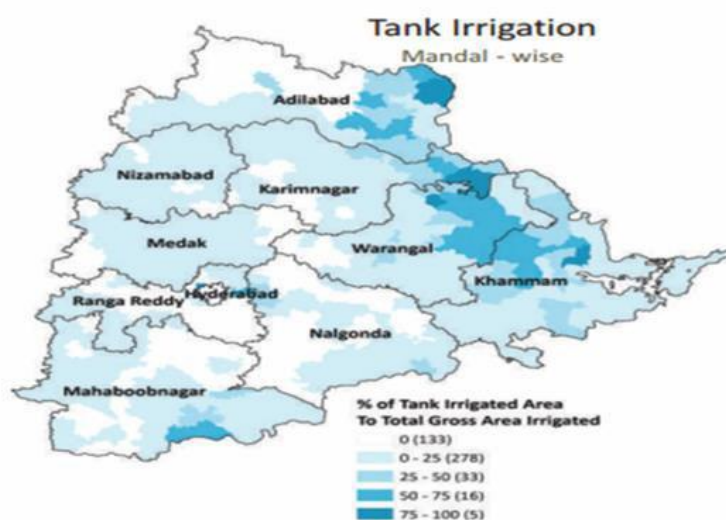 Tank Irrigation
Mandal - wise
Adilabad
Nizamabad
Karimnagar
Medak
Warangal
Hyderabad
Khammam
Ranga Reddy
Nalgonda
Mahaboobnagar
% of Tank Irrigated Area
To Total Gross Area Irrigated
0 (133)
0 - 25 (278)
25 - 50 (33)
50 - 75 (16)
75 - 100 (5)